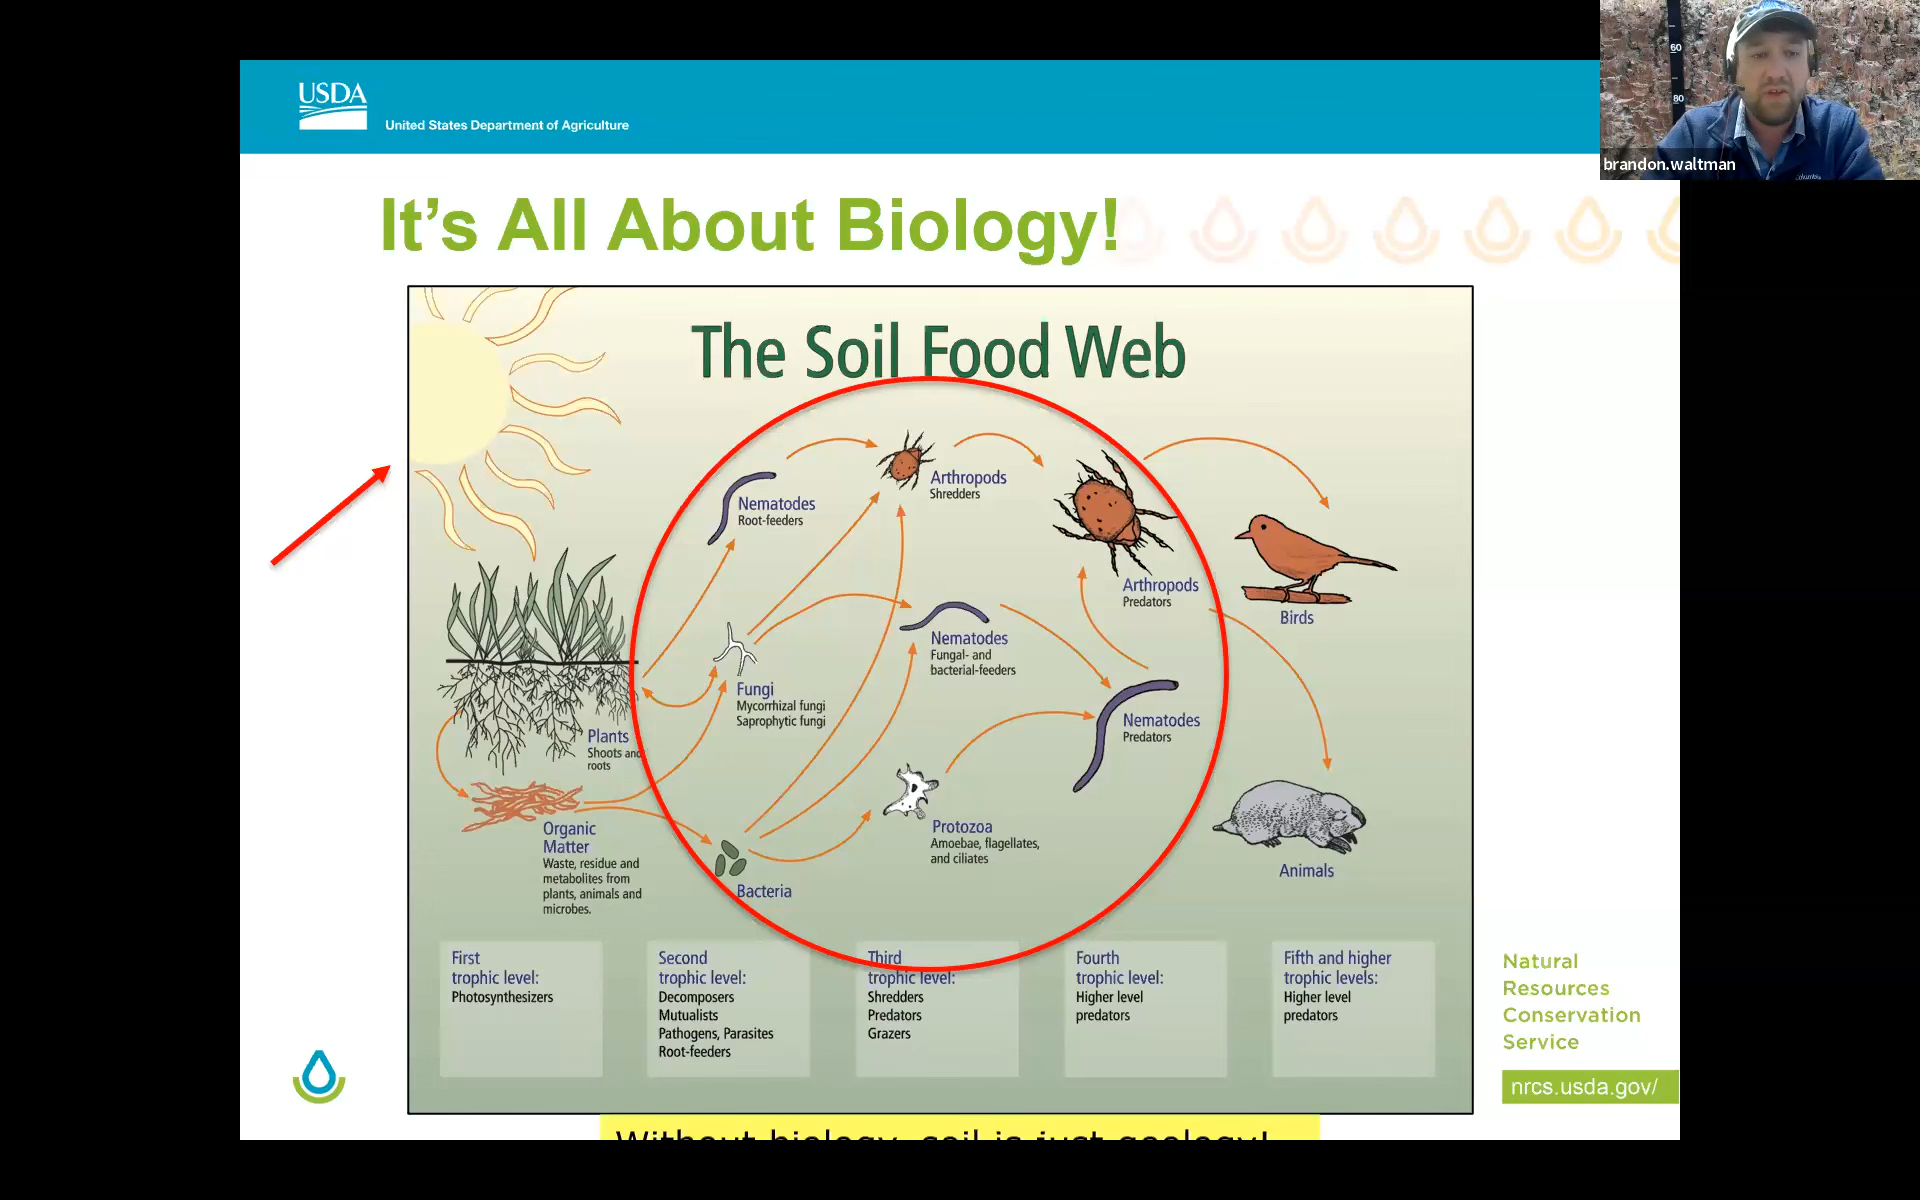 USDA
United States Department of Agriculture
60
80
brandon.waltman
It's All About Biology!
The Soil Food Web
Nematodes
Root-feeders
Arthropods
Shredders
Arthropods
Predators
Birds
Nematodes
Fungal- and
bacterial-feeders
Fungi
Mycorrhizal fungi
Saprophytic fungi
Nematodes
Predators
Plants
Shoots and
roots
Organic
Matter
Waste, residue and
metabolites from
plants, animals and
microbes.
Bacteria
Protozoa
Amoebae, flagellates,
and ciliates
Animals
First
trophic level:
Photosynthesizers
Second
trophic level:
Decomposers
Mutualists
Pathogens, Parasites
Root-feeders
Third
trophic level:
Shredders
Predators
Grazers
Fourth
trophic level:
Higher level
predators
Fifth and higher
trophic levels:
Higher level
predators
Natural
Resources
Conservation
Service
nrcs.usda.gov/
Without biology, soil is just geology!